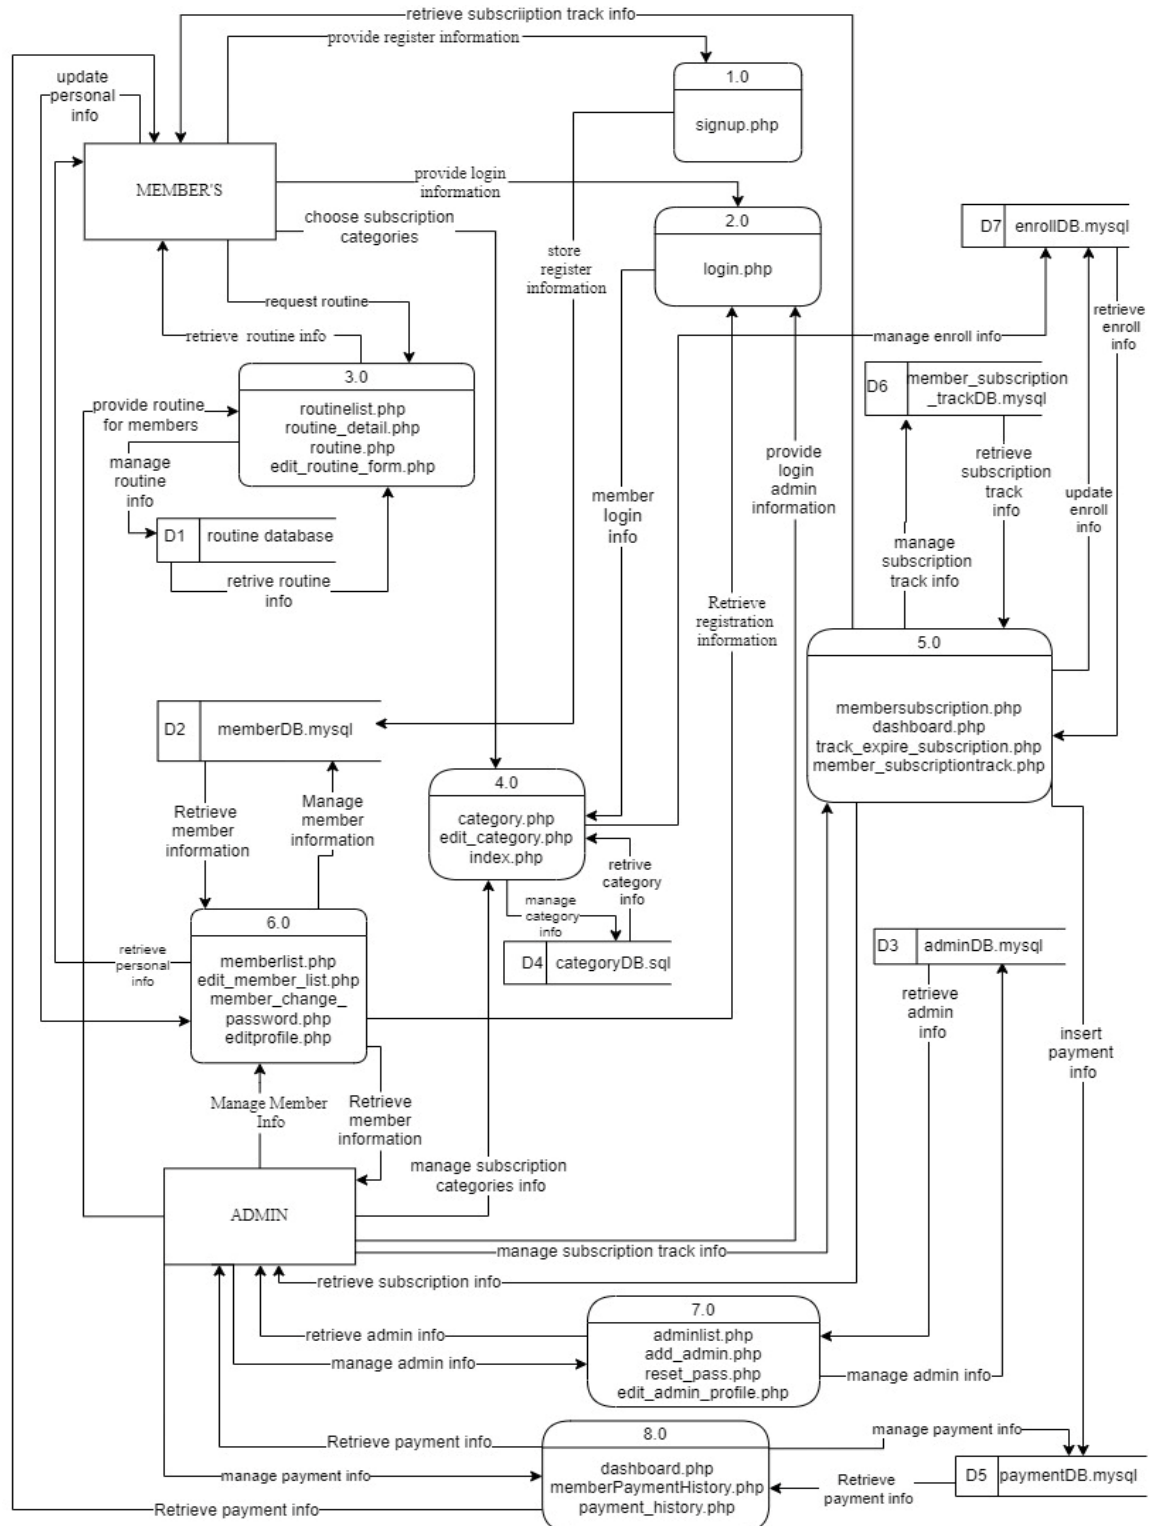 retrieve subscriiption track info
provide register information
update
personal
info
1.0
signup.php
MEMBER'S
provide login
information
choose subscription
categories
2.0
login.php
D7
enrollDB.mysql
store
register
information
request routine
retrieve routine info
manage enroll info
retrieve
enroll
info
3.0
routinelist.php
routine_detail.php
routine.php
edit_routine_form.php
D6
member_subscription
_trackDB.mysql
provide routine
for members
manage
routine
info
provide
login
admin
information
retrieve
subscription
track
info
member
login
info
update
enroll
info
D1
routine database
retrive routine
info
manage
subscription
track info
Retrieve
registration
information
5.0
membersubscription.php
dashboard.php
track_expire_subscription.php
member_subscriptiontrack.php
D2
memberDB.mysql
4.0
category.php
edit_category.php
index.php
Retrieve
member
information
Manage
member
information
retrive
category
info
manage
category
info
6.0
memberlist.php
edit_member_list.php
member_change_
password.php
editprofile.php
retrieve
personal
info
D4
categoryDB.sql
D3
adminDB.mysql
retrieve
admin
info
insert
payment
info
Manage Member
Info
Retrieve
member
information
manage subscription
categories info
ADMIN
manage subscription track info
retrieve subscription info
7.0
adminlist.php
add_admin.php
reset_pass.php
edit_admin_profile.php
retrieve admin info
manage admin info
manage admin info
8.0
dashboard.php
memberPaymentHistory.php
payment_history.php
Retrieve payment info
manage payment info
manage payment info
Retrieve payment info
Retrieve
payment info
D5
paymentDB.mysql